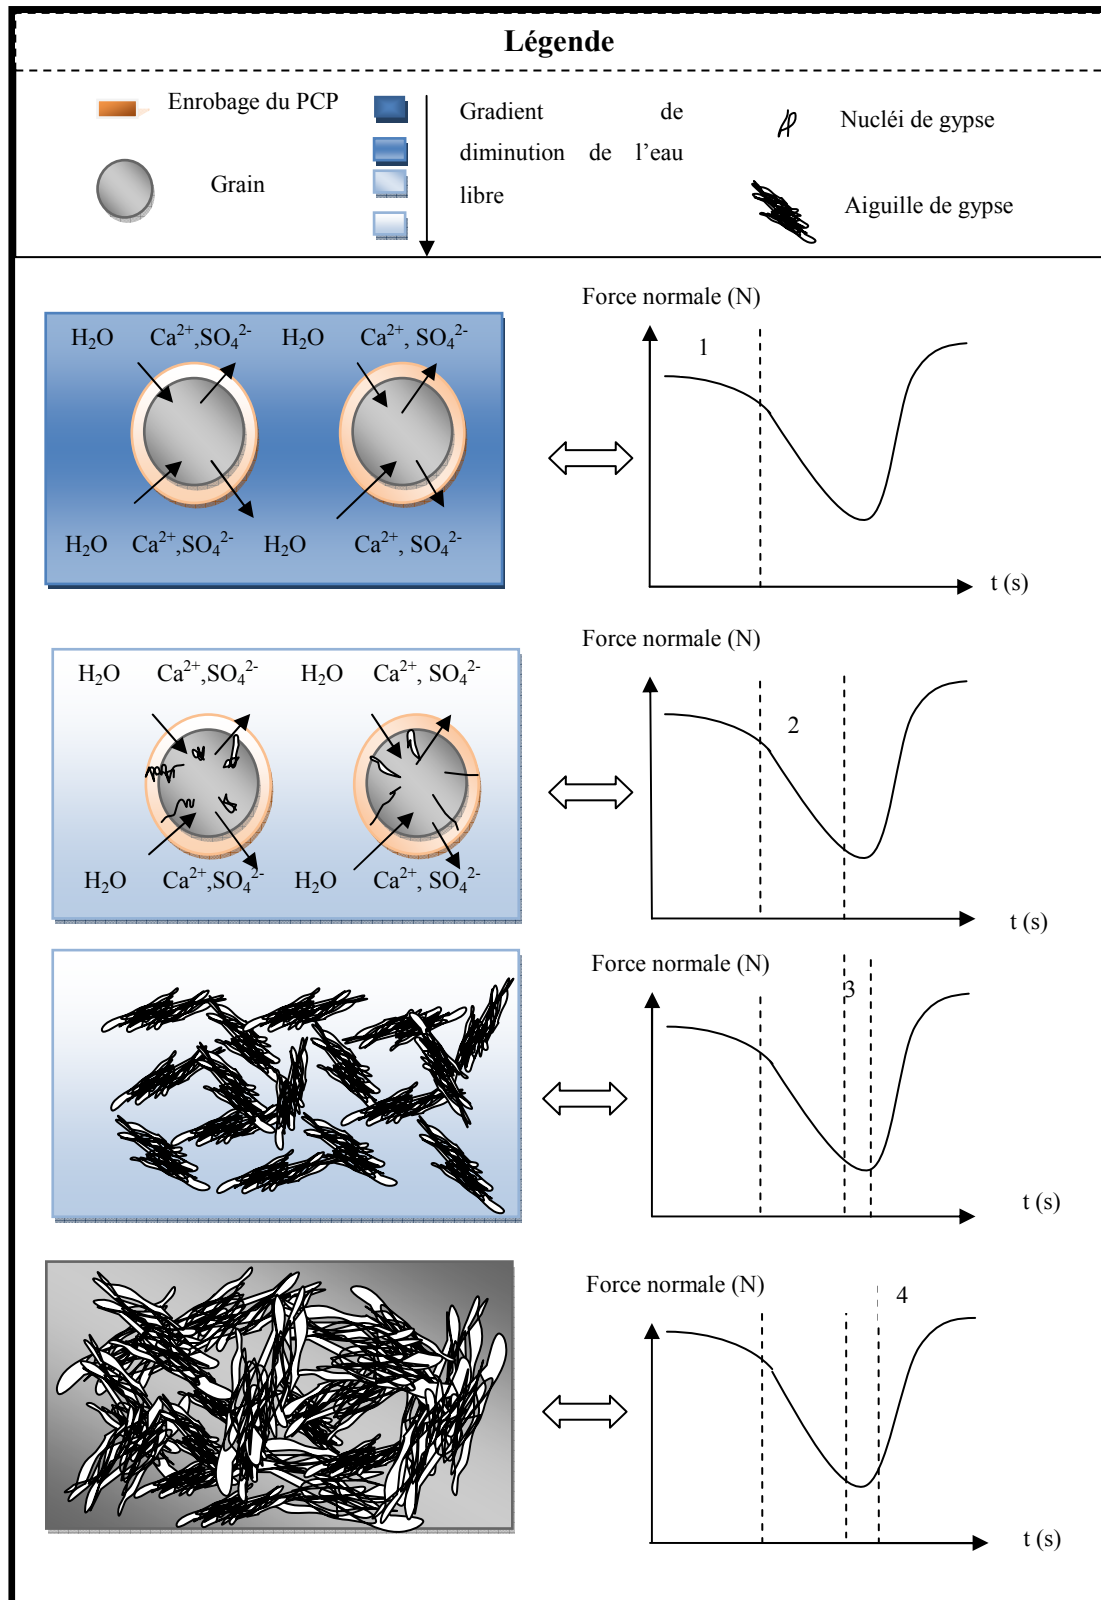 Légende
Enrobage du PCP
Grain
Gradient de
diminution de l'eau
libre
Nucléi de gypse
Aiguille de gypse
Force normale (N)
H₂O Ca²⁺,SO₄²⁻ H₂O Ca²⁺, SO₄²⁻
1
H₂O Ca²⁺,SO₄²⁻ H₂O Ca²⁺, SO₄²⁻
t (s)
Force normale (N)
H₂O Ca²⁺,SO₄²⁻ H₂O Ca²⁺, SO₄²⁻
2
H₂O Ca²⁺,SO₄²⁻ H₂O Ca²⁺, SO₄²⁻
t (s)
Force normale (N)
3
t (s)
Force normale (N)
4
t (s)